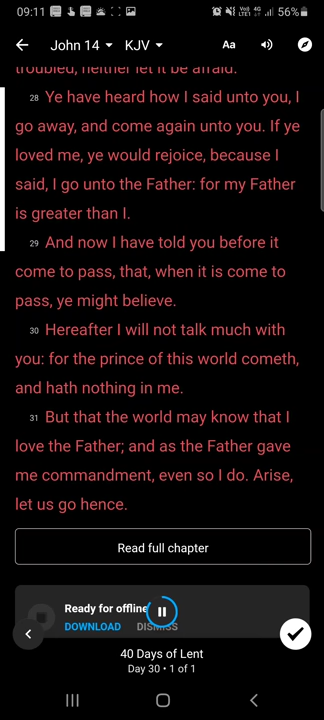 09:11
56%
John 14 KJV Aa
troubled, neither let it be afraid.
28 Ye have heard how I said unto you, I
go away, and come again unto you. If ye
loved me, ye would rejoice, because I
said, I go unto the Father: for my Father
is greater than I.
29 And now I have told you before it
come to pass, that, when it is come to
pass, ye might believe.
30 Hereafter I will not talk much with
you: for the prince of this world cometh,
and hath nothing in me.
31 But that the world may know that I
love the Father; and as the Father gave
me commandment, even so I do. Arise,
let us go hence.
Read full chapter
Ready for offline
DOWNLOAD DISMISS
40 Days of Lent
Day 30 • 1 of 1